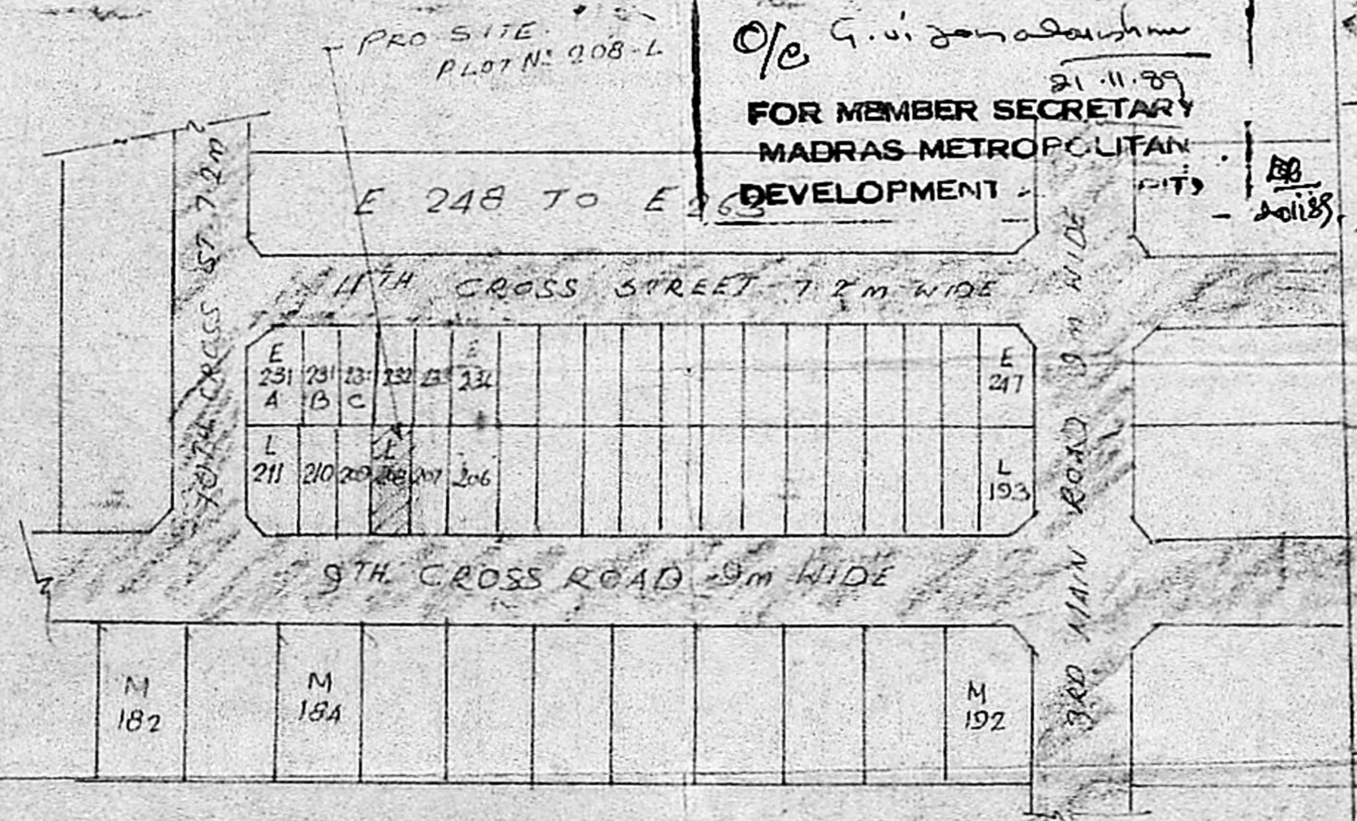 PRO SITE.
PLOT No 208-L
O/c
21.11.89
FOR MEMBER SECRETARY
MADRAS METROPOLITAN
DEVELOPMENT
E 248 TO E 263
11TH CROSS STREET 7.2m WIDE
10TH CROSS ST. 7.2m
E
231
A
231
B
23
C
232
23
E
234
E
247
L
211
210
209
L
208
207
206
L
193
9TH CROSS ROAD 9m WIDE
3RD MAIN ROAD 9m WIDE
M
182
M
184
M
192